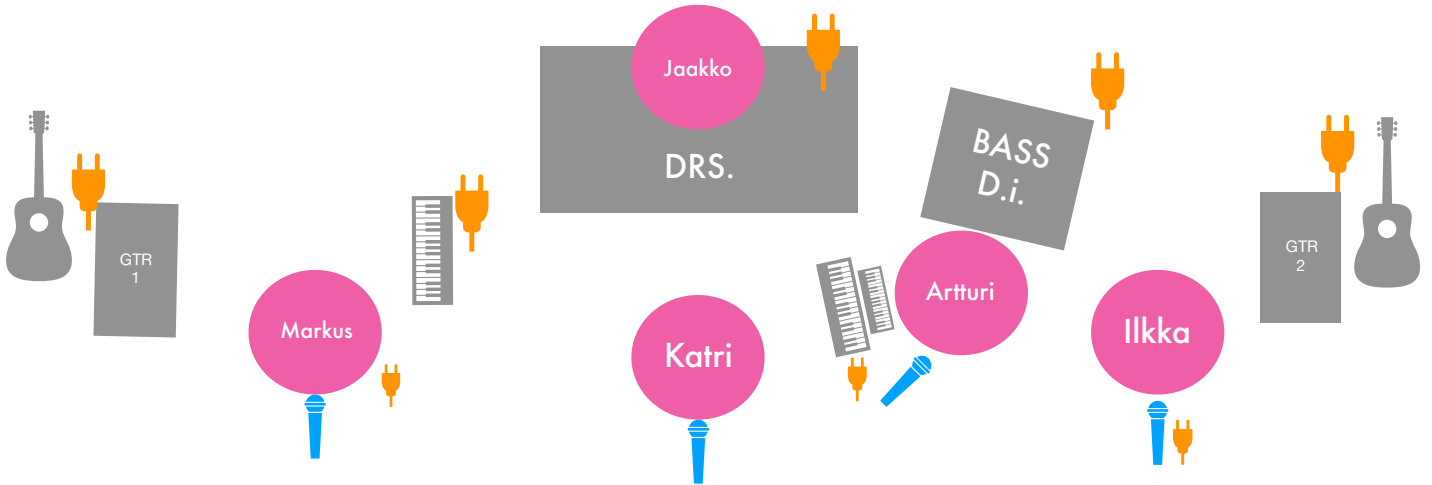 Jaakko
DRS.
BASS
D.i.
GTR
1
GTR
2
Markus
Katri
Artturi
Ilkka